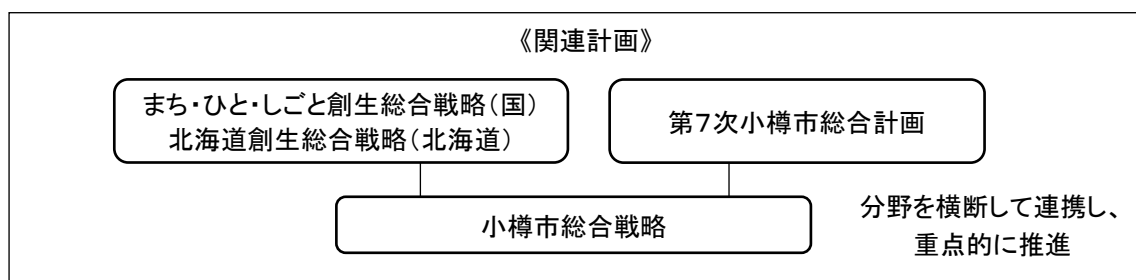 《関連計画》
まち・ひと・しごと創生総合戦略(国)
北海道創生総合戦略(北海道)
第7次小樽市総合計画
小樽市総合戦略
分野を横断して連携し、
重点的に推進